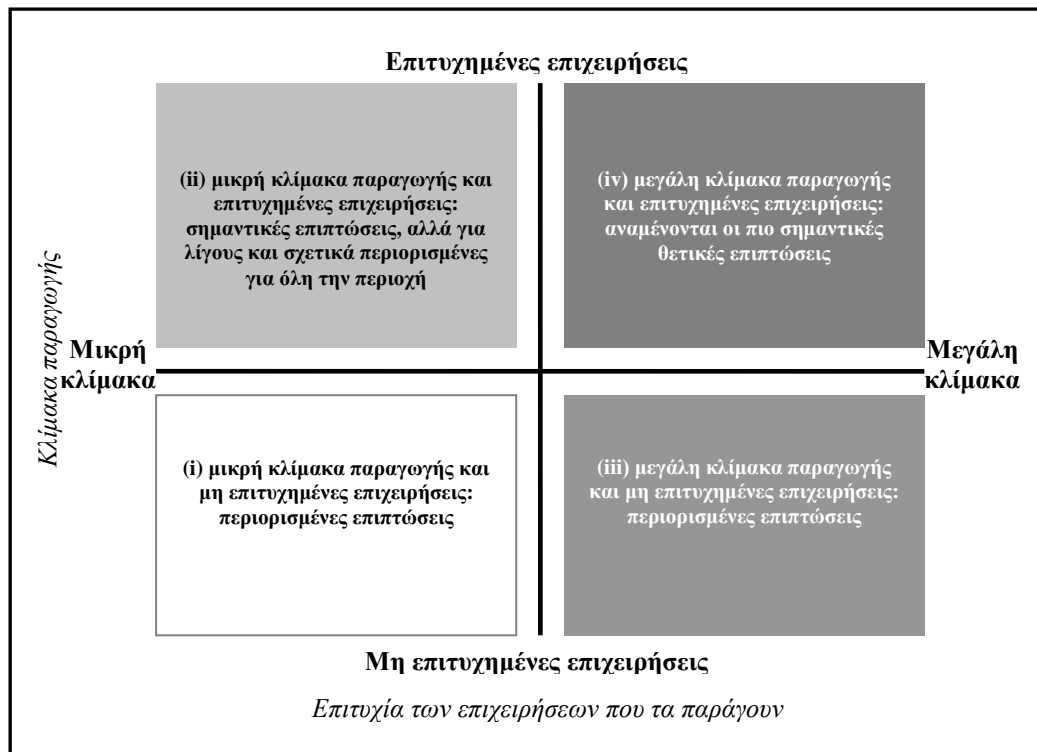 Επιτυχημένες επιχειρήσεις
(ii) μικρή κλίμακα παραγωγής και
επιτυχημένες επιχειρήσεις:
σημαντικές επιπτώσεις, αλλά για
λίγους και σχετικά περιορισμένες
για όλη την περιοχή
(iv) μεγάλη κλίμακα παραγωγής
και επιτυχημένες επιχειρήσεις:
αναμένονται οι πιο σημαντικές
θετικές επιπτώσεις
Κλίμακα παραγωγής
Μικρή
κλίμακα
Μεγάλη
κλίμακα
(i) μικρή κλίμακα παραγωγής και
μη επιτυχημένες επιχειρήσεις:
περιορισμένες επιπτώσεις
(iii) μεγάλη κλίμακα παραγωγής
και μη επιτυχημένες επιχειρήσεις:
περιορισμένες επιπτώσεις
Μη επιτυχημένες επιχειρήσεις
Επιτυχία των επιχειρήσεων που τα παράγουν